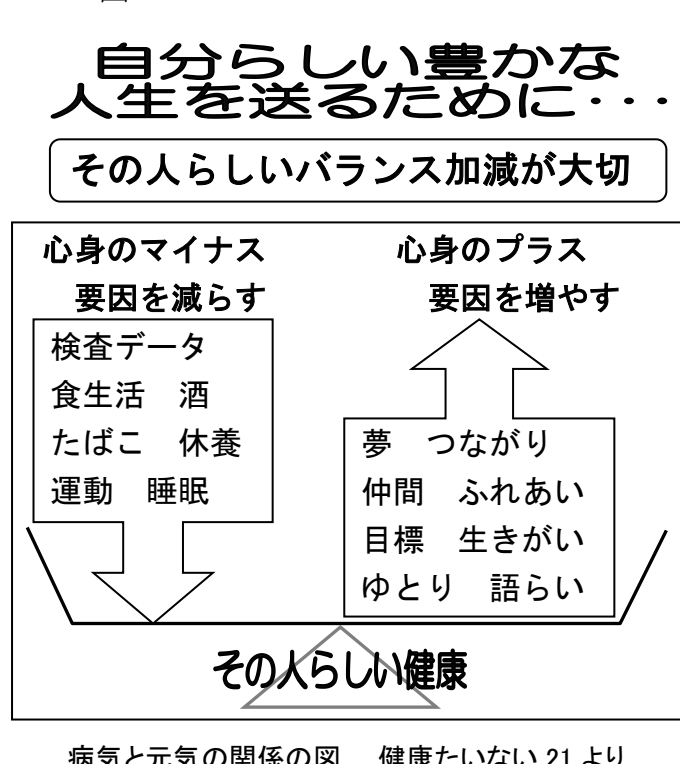 自分らしい豊かな
人生を送るために・・・
その人らしいバランス加減が大切
心身のマイナス
要因を減らす
検査データ
食生活　酒
たばこ　休養
運動　睡眠
心身のプラス
要因を増やす
夢　つながり
仲間　ふれあい
目標　生きがい
ゆとり　語らい
その人らしい健康
病気と元気の関係の図　健康たいない 21 より